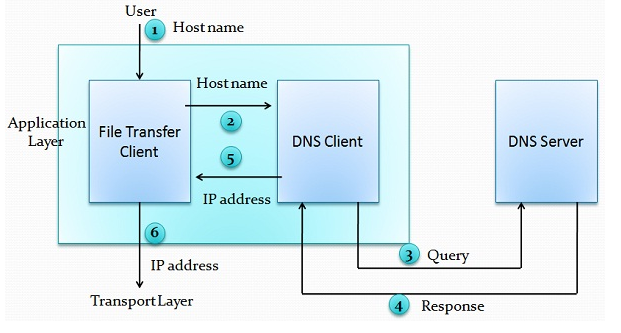 User
1 Host name
Host name
2
Application
Layer
File Transfer
Client
DNS Client
DNS Server
5
IP address
6
3 Query
IP address
Transport Layer
4 Response